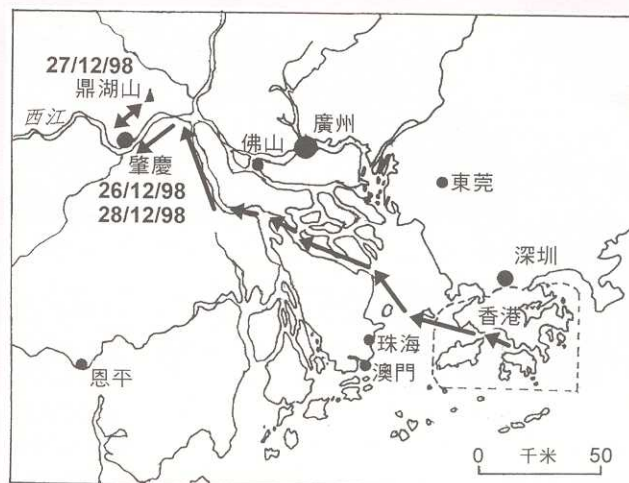 27/12/98
鼎湖山
西江
佛山
廣州
肇慶
26/12/98
28/12/98
東莞
深圳
香港
珠海
澳門
恩平
0 千米 50